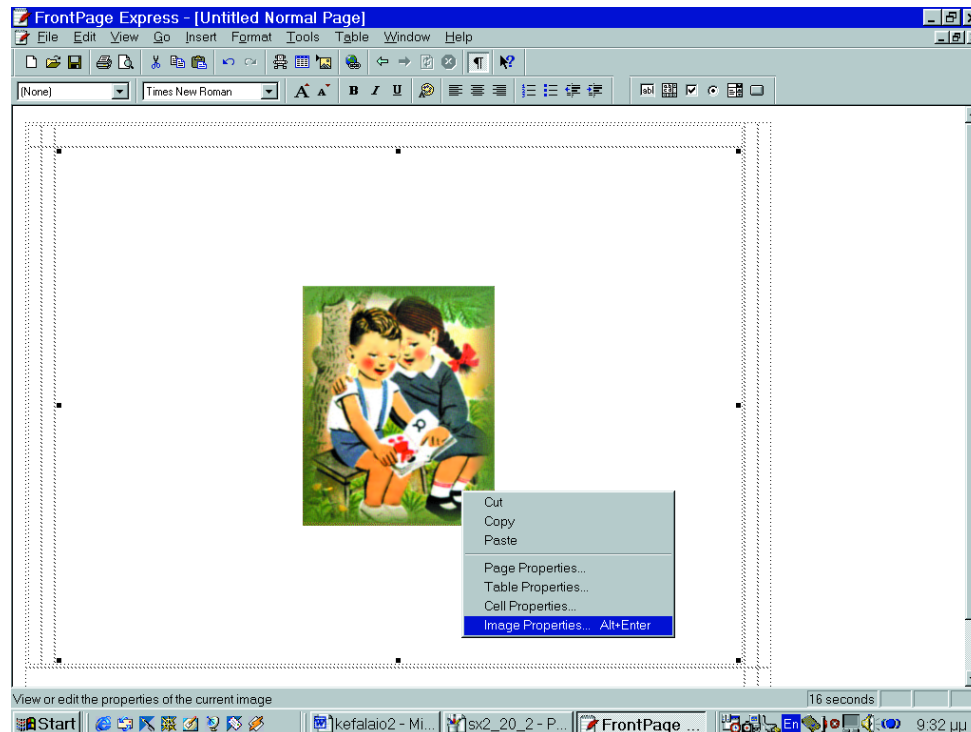 FrontPage Express - [Untitled Normal Page]
File Edit View Go Insert Format Tools Table Window Help
(None) Times New Roman A A B I U abl
Cut
Copy
Paste
Page Properties...
Table Properties...
Cell Properties...
Image Properties... Alt+Enter
View or edit the properties of the current image 16 seconds
Start kefalaio2 - Mi... sx2_20_2 - P... FrontPage ... En 9:32 μμ